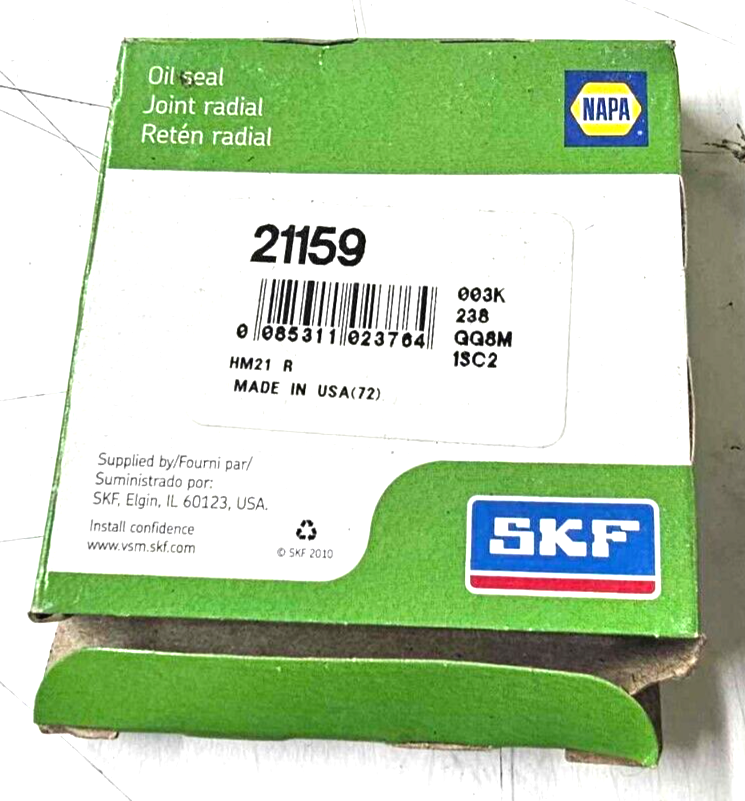 Oil seal
Joint radial
Retén radial
NAPA
21159
0 085311 023764
003K
238
QQ8M
1SC2
HM21 R
MADE IN USA(72)
Supplied by/Fourni par/
Suministrado por:
SKF, Elgin, IL 60123, USA.
Install confidence
www.vsm.skf.com
© SKF 2010
SKF